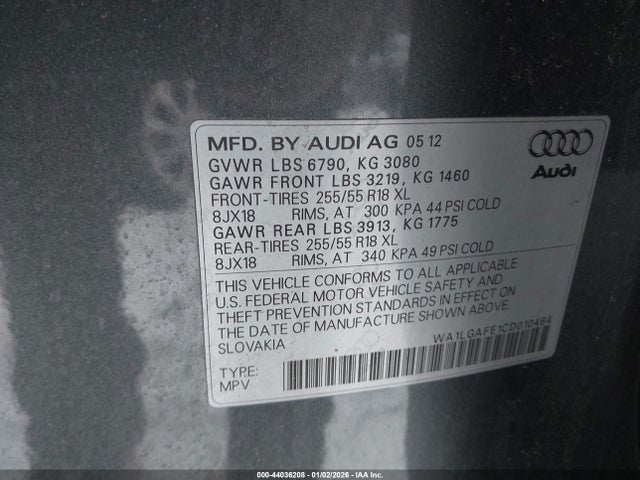 MFD. BY AUDI AG 05 12
GVWR LBS 6790, KG 3080
GAWR FRONT LBS 3219, KG 1460
FRONT-TIRES 255/55 R18 XL
8JX18 RIMS, AT 300 KPA 44 PSI COLD
GAWR REAR LBS 3913, KG 1775
REAR-TIRES 255/55 R18 XL
8JX18 RIMS, AT 340 KPA 49 PSI COLD
Audi
THIS VEHICLE CONFORMS TO ALL APPLICABLE
U.S. FEDERAL MOTOR VEHICLE SAFETY AND
THEFT PREVENTION STANDARDS IN EFFECT ON
THE DATE OF MANUFACTURE SHOWN ABOVE.
SLOVAKIA
WA1LGAFE1CD010464
TYPE:
MPV
000-44036208 - 01/02/2026 - IAA Inc.